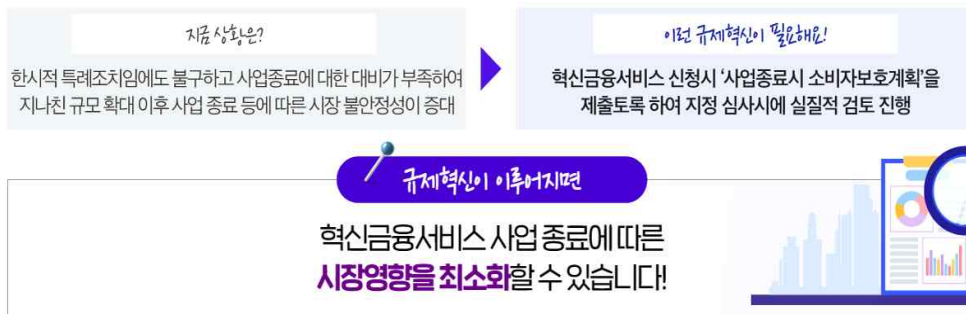 지금 상황은?
한시적 특례조치임에도 불구하고 사업종료에 대한 대비가 부족하여
지나친 규모 확대 이후 사업 종료 등에 따른 시장 불안정성이 증대
이런 규제혁신이 필요해요!
혁신금융서비스 신청시 ‘사업종료시 소비자보호계획’을
제출토록 하여 지정 심사시에 실질적 검토 진행
규제혁신이 이루어지면
혁신금융서비스 사업 종료에 따른
시장영향을 최소화할 수 있습니다!